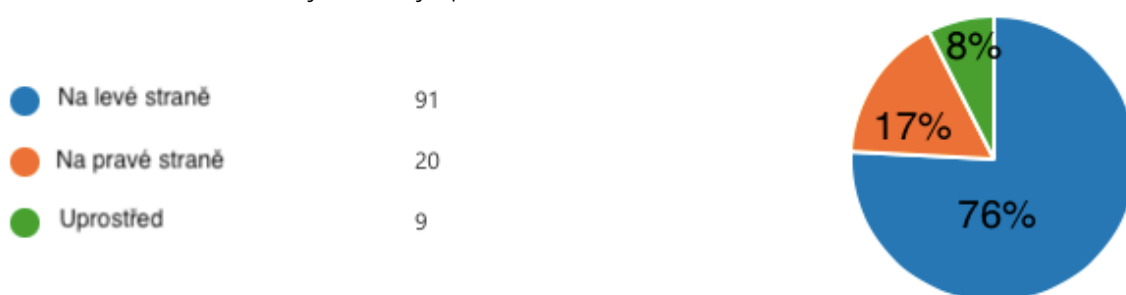 Na levé straně 91
Na pravé straně 20
Uprostřed 9
8%
17%
76%